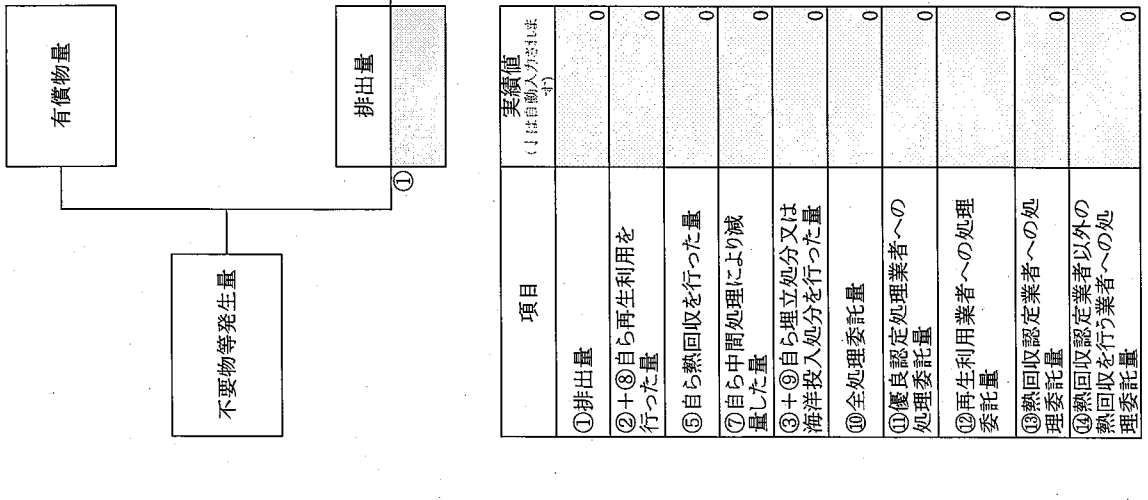 不要物等発生量
有償物量
排出量
①
項目
実績値
(■は自動入力されま
す)
①排出量
0
②+⑧自ら再生利用を
行った量
0
⑤自ら熱回収を行った量
0
⑦自ら中間処理により減
量した量
0
③+⑨自ら埋立処分又は
海洋投入処分を行った量
0
⑩全処理委託量
0
⑪優良認定処理業者への
処理委託量
0
⑫再生利用業者への処理
委託量
0
⑬熱回収認定業者への処
理委託量
0
⑭熱回収認定業者以外の
熱回収を行う業者への処
理委託量
0